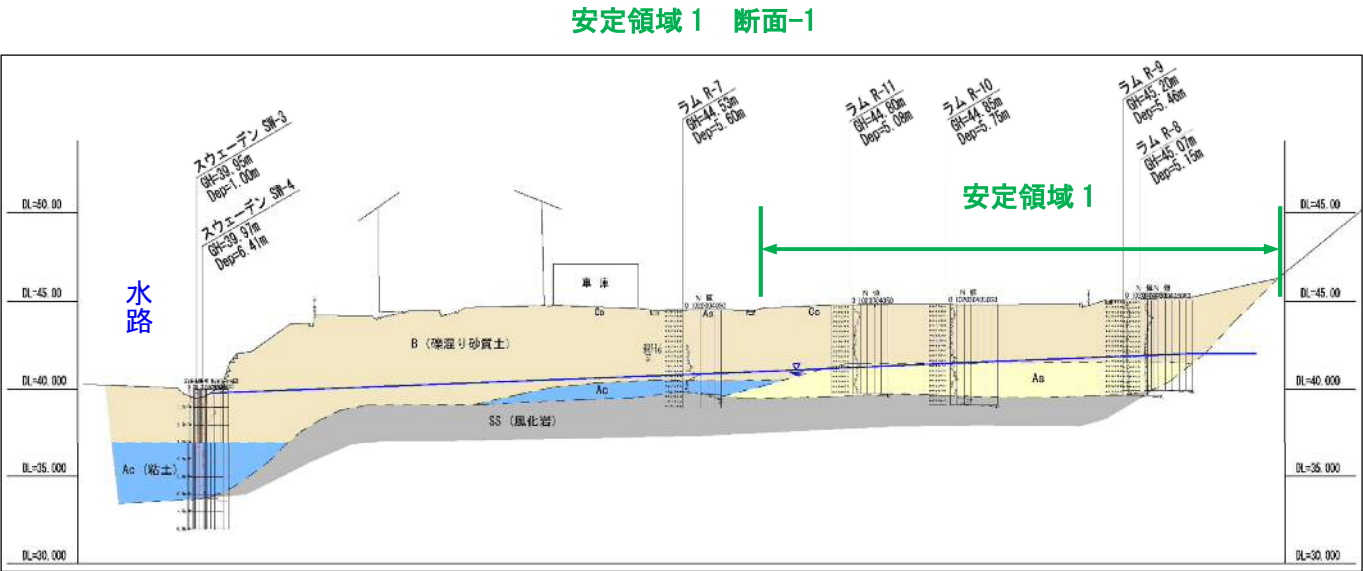 安定領域1 断面-1
スウェーデン SW-3
GH=39.95m
Dep=1.00m
スウェーデン SW-4
GH=39.97m
Dep=6.41m
ラム R-7
GH=44.53m
Dep=5.60m
ラム R-11
GH=44.80m
Dep=5.08m
ラム R-10
GH=44.85m
Dep=5.75m
ラム R-9
GH=45.20m
Dep=5.46m
ラム R-8
GH=45.07m
Dep=5.15m
安定領域1
DL=50.00
DL=45.00
水路
車庫
DL=45.00
DL=45.00
N 値
N 値
N 値
Co
As
Co
B (礫混り砂質土)
DL=40.000
DL=40.000
Ac
As
SS (風化岩)
Ac (粘土)
DL=35.000
DL=35.000
DL=30.000
DL=30.000